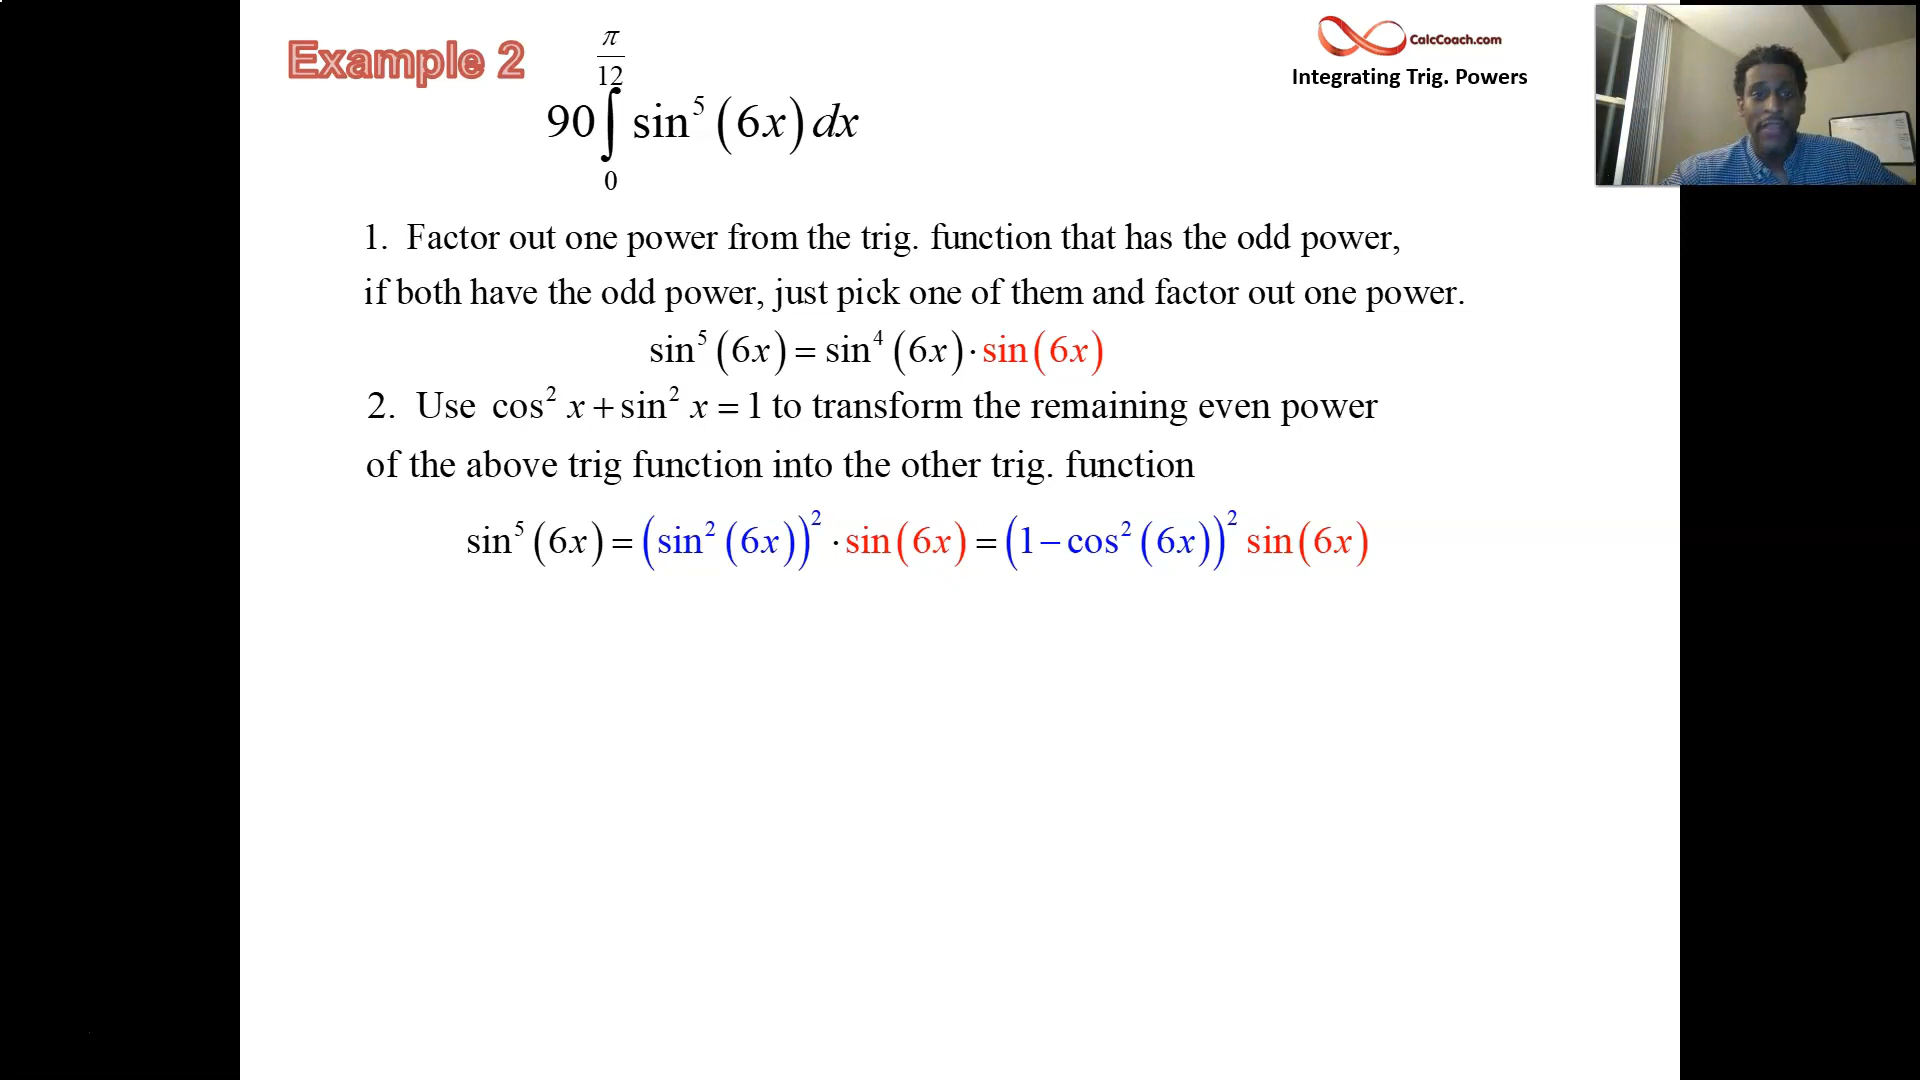 Example 2
CalcCoach.com
Integrating Trig. Powers
90∫₀^(π/12) sin⁵(6x)dx
1. Factor out one power from the trig. function that has the odd power,
if both have the odd power, just pick one of them and factor out one power.
sin⁵(6x) = sin⁴(6x)·sin(6x)
2. Use cos² x + sin² x = 1 to transform the remaining even power
of the above trig function into the other trig. function
sin⁵(6x) = (sin²(6x))²·sin(6x) = (1−cos²(6x))² sin(6x)